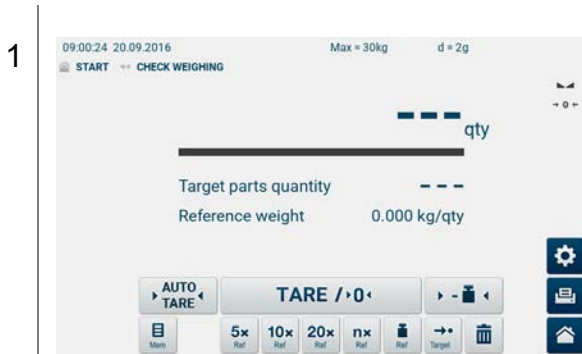 1
09:00:24 20.09.2016 Max = 30kg d = 2g
START CHECK WEIGHING
→ 0 ←
--- qty
Target parts quantity ---
Reference weight 0.000 kg/qty
AUTO TARE TARE / 0 -
Mem 5x Ref 10x Ref 20x Ref nx Ref Ref Target